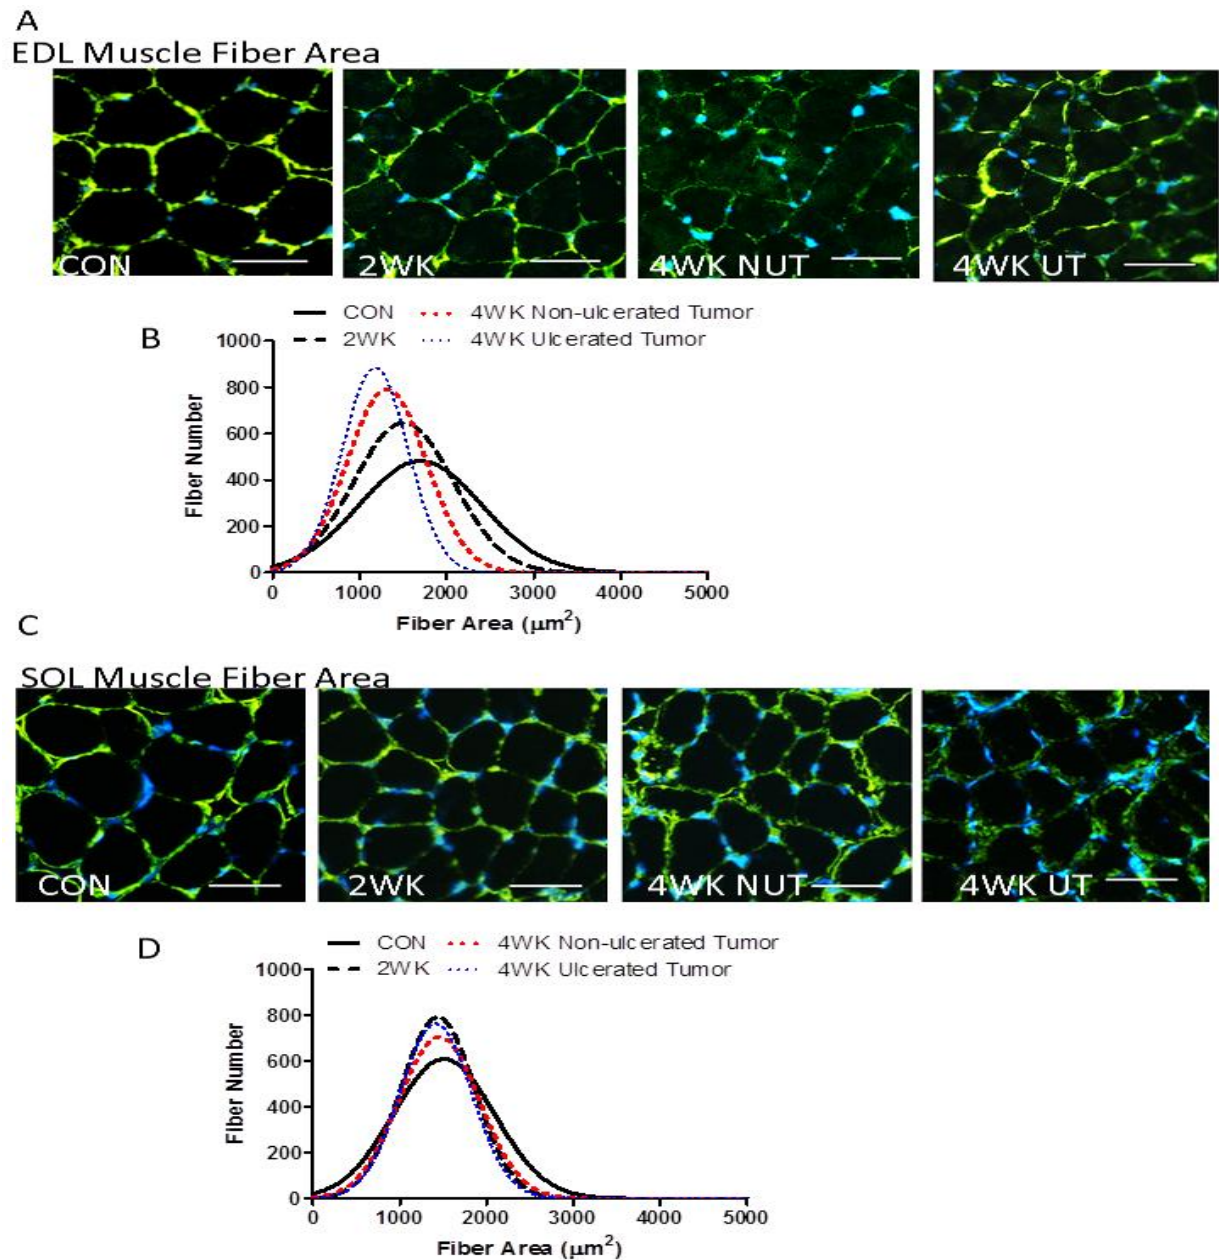 A
EDL Muscle Fiber Area
CON
2WK
4WK NUT
4WK UT
B
CON
4WK Non-ulcerated Tumor
2WK
4WK Ulcerated Tumor
1000
800
600
400
200
0
Fiber Number
0 1000 2000 3000 4000 5000
Fiber Area (μm²)
C
SOL Muscle Fiber Area
CON
2WK
4WK NUT
4WK UT
D
CON
4WK Non-ulcerated Tumor
2WK
4WK Ulcerated Tumor
1000
800
600
400
200
0
Fiber Number
0 1000 2000 3000 4000 5000
Fiber Area (μm²)